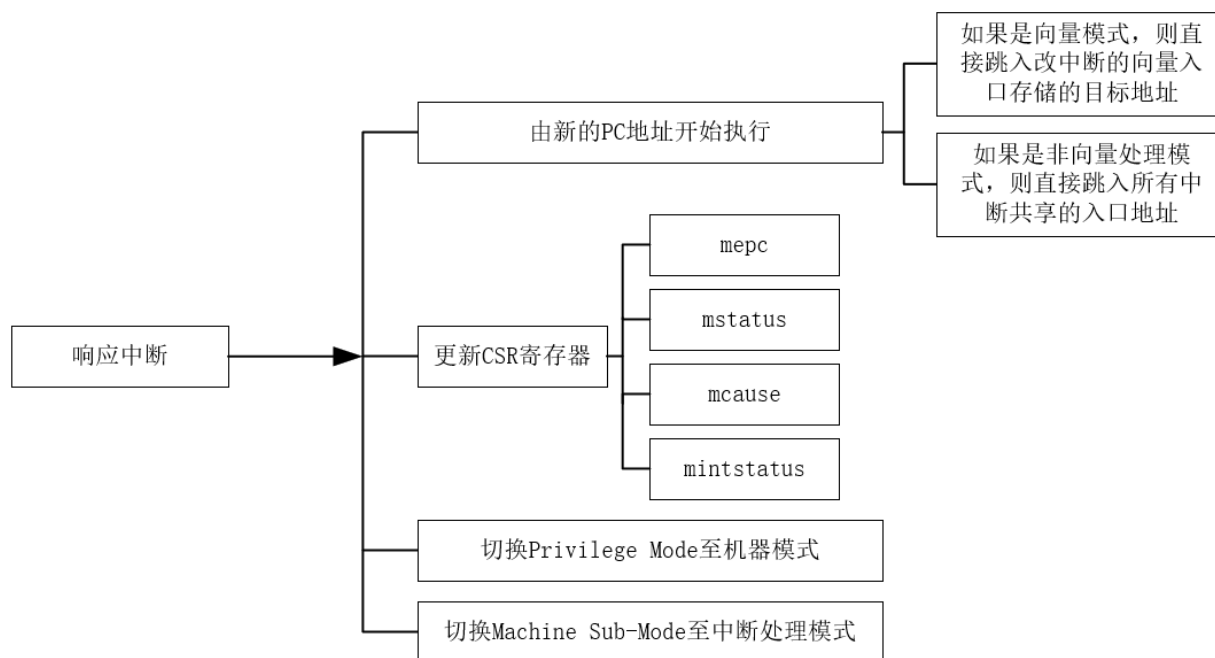 如果是向量模式，则直
接跳入改中断的向量入
口存储的目标地址
由新的PC地址开始执行
如果是非向量处理模
式，则直接跳入所有中
断共享的入口地址
mepc
mstatus
响应中断
更新CSR寄存器
mcause
mintstatus
切换Privilege Mode至机器模式
切换Machine Sub-Mode至中断处理模式